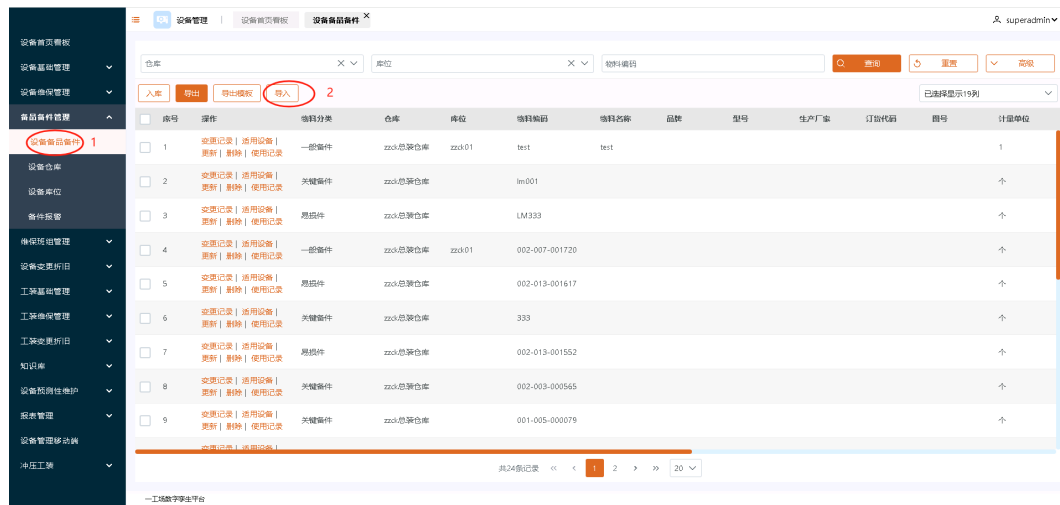 设备管理 设备首页看板 设备备品备件 × superadmin
设备首页看板
设备基础管理
设备维保管理
备品备件管理
设备备品备件 1
设备仓库
设备库位
备件报警
维保班组管理
设备变更折旧
工装基础管理
工装维保管理
工装变更折旧
知识库
设备预测性维护
报表管理
设备管理移动端
冲压工装
仓库 库位 物料编码 查询 重置 高级
入库 导出 导出模板 导入 2 已选择显示19列
序号 操作 物料分类 仓库 库位 物料编码 物料名称 品牌 型号 生产厂家 订货代码 图号 计量单位
1 变更记录 | 适用设备 | 一般备件 zzck总装仓库 zzck01 test test 1
更新 | 删除 | 使用记录
2 变更记录 | 适用设备 | 关键备件 zzck总装仓库 lm001 个
更新 | 删除 | 使用记录
3 变更记录 | 适用设备 | 易损件 zzck总装仓库 LM333 个
更新 | 删除 | 使用记录
4 变更记录 | 适用设备 | 一般备件 zzck总装仓库 zzck01 002-007-001720 个
更新 | 删除 | 使用记录
5 变更记录 | 适用设备 | 易损件 zzck总装仓库 002-013-001617 个
更新 | 删除 | 使用记录
6 变更记录 | 适用设备 | 关键备件 zzck总装仓库 333 个
更新 | 删除 | 使用记录
7 变更记录 | 适用设备 | 易损件 zzck总装仓库 002-013-001552 个
更新 | 删除 | 使用记录
8 变更记录 | 适用设备 | 关键备件 zzck总装仓库 002-003-000565 个
更新 | 删除 | 使用记录
9 变更记录 | 适用设备 | 关键备件 zzck总装仓库 001-005-000079 个
更新 | 删除 | 使用记录
变更记录 | 适用设备 |
共24条记录 « ‹ 1 2 › » 20
一工场数字孪生平台